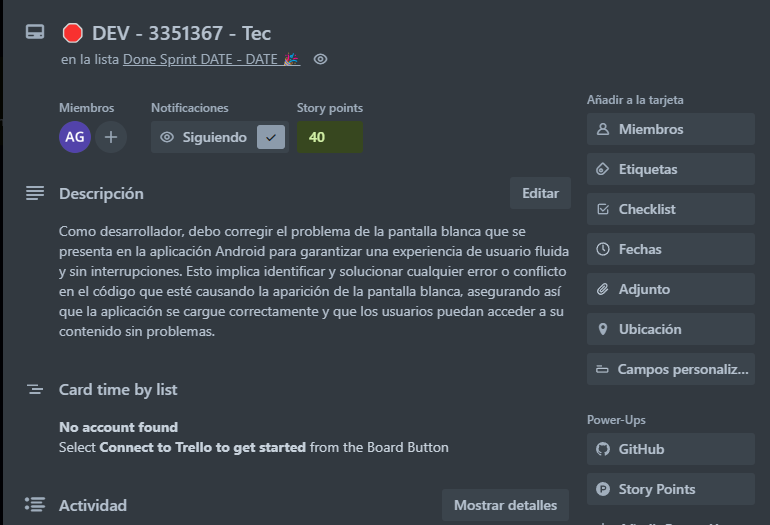 DEV - 3351367 - Tec
en la lista Done Sprint DATE - DATE 🎉
Miembros
Notificaciones
Story points
AG
Siguiendo
40
Descripción
Editar
Como desarrollador, debo corregir el problema de la pantalla blanca que se
presenta en la aplicación Android para garantizar una experiencia de usuario fluida
y sin interrupciones. Esto implica identificar y solucionar cualquier error o conflicto
en el código que esté causando la aparición de la pantalla blanca, asegurando así
que la aplicación se cargue correctamente y que los usuarios puedan acceder a su
contenido sin problemas.
Card time by list
No account found
Select Connect to Trello to get started from the Board Button
Actividad
Mostrar detalles
Añadir a la tarjeta
Miembros
Etiquetas
Checklist
Fechas
Adjunto
Ubicación
Campos personaliz...
Power-Ups
GitHub
Story Points